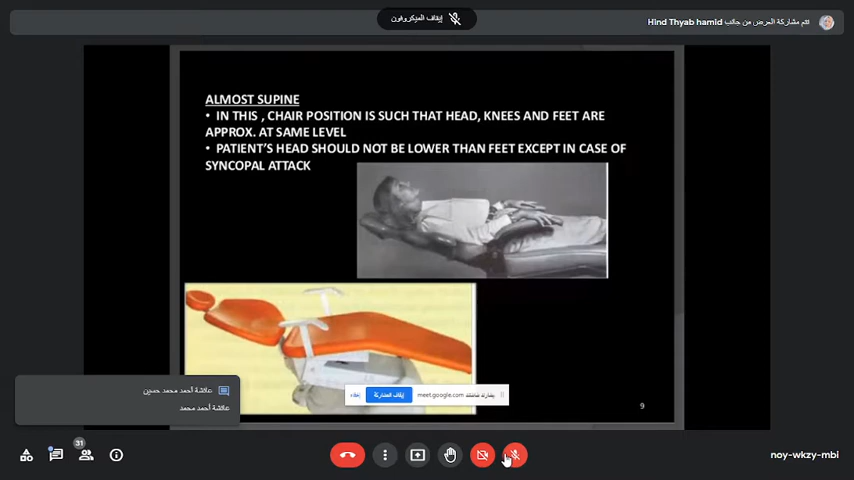 إيقاف الميكروفون
تتم مشاركة العرض من جانب Hind Thyab hamid
ALMOST SUPINE
• IN THIS , CHAIR POSITION IS SUCH THAT HEAD, KNEES AND FEET ARE
APPROX. AT SAME LEVEL
• PATIENT'S HEAD SHOULD NOT BE LOWER THAN FEET EXCEPT IN CASE OF
SYNCOPAL ATTACK
عائشة أحمد محمد حسين
عائشة أحمد محمد
meet.google.com
إيقاف المشاركة
إخفاء
9
31
noy-wkzy-mbi